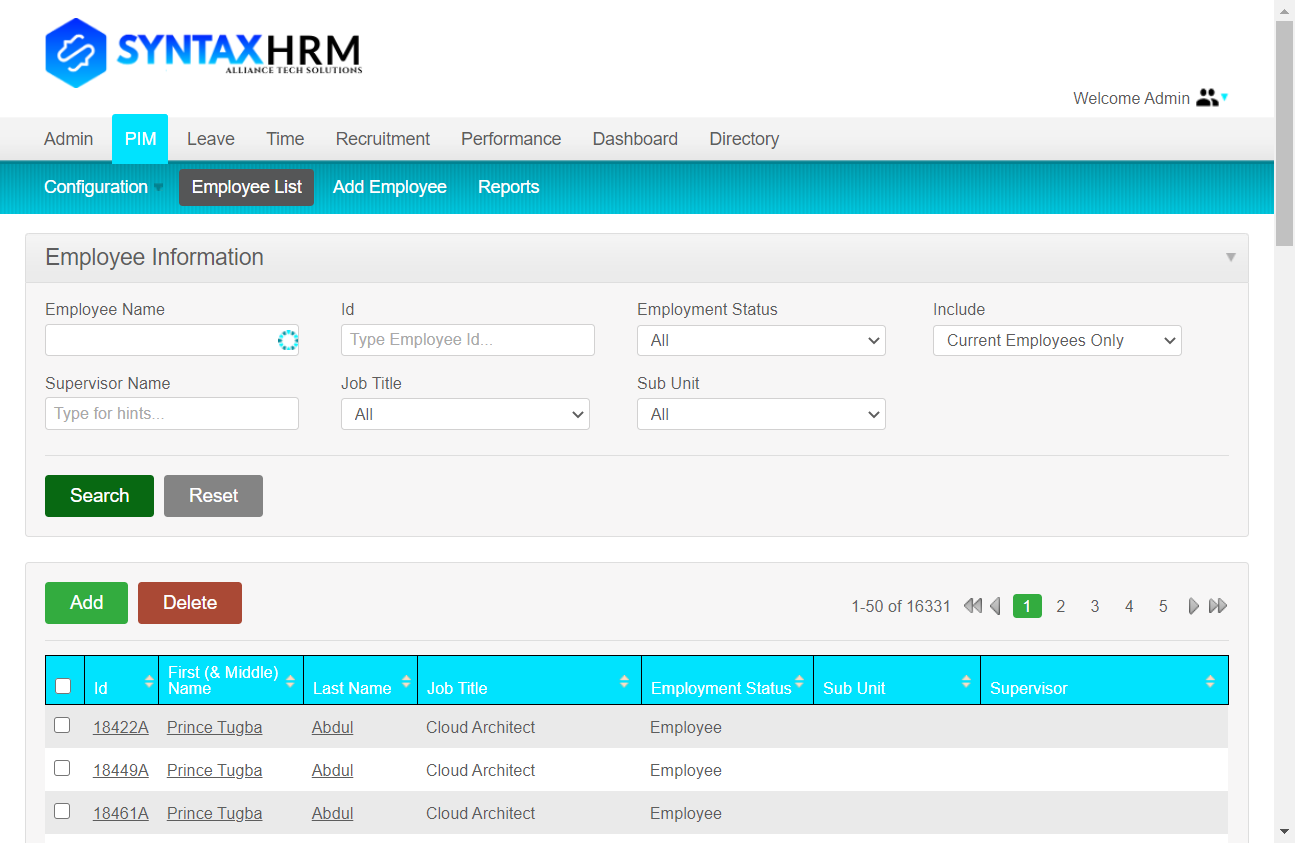 SYNTAXHRM
ALLIANCE TECH SOLUTIONS
Welcome Admin
Admin PIM Leave Time Recruitment Performance Dashboard Directory
Configuration Employee List Add Employee Reports
Employee Information
Employee Name Id Employment Status Include
Type Employee Id... All Current Employees Only
Supervisor Name Job Title Sub Unit
Type for hints... All All
Search Reset
Add Delete 1-50 of 16331 1 2 3 4 5
Id First (& Middle) Name Last Name Job Title Employment Status Sub Unit Supervisor
18422A Prince Tugba Abdul Cloud Architect Employee
18449A Prince Tugba Abdul Cloud Architect Employee
18461A Prince Tugba Abdul Cloud Architect Employee